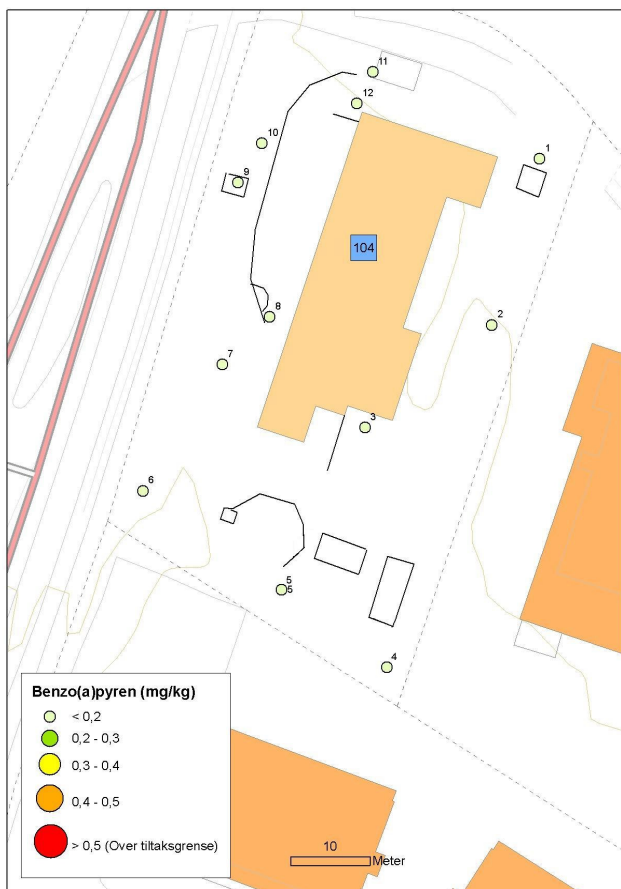 11
12
10
1
9
104
8
2
7
3
6
5
5
4
Benzo(a)pyren (mg/kg)
< 0,2
0,2 - 0,3
0,3 - 0,4
0,4 - 0,5
> 0,5 (Over tiltaksgrense)
10
Meter